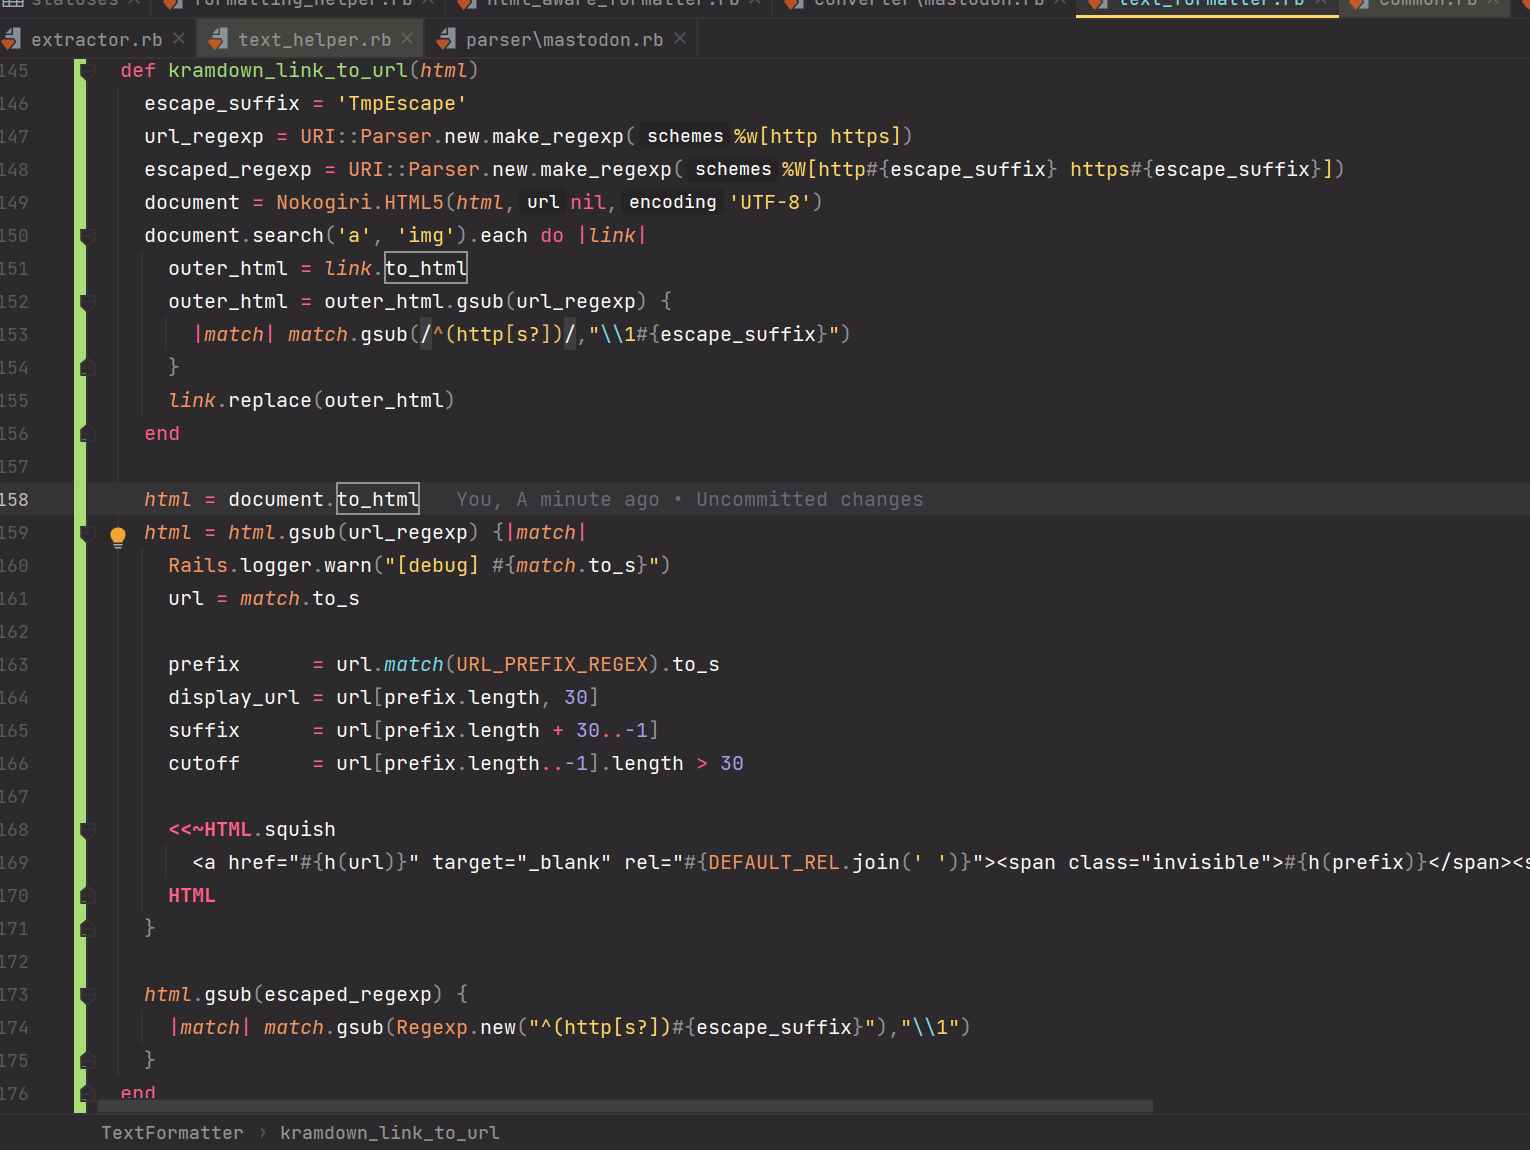 statuses formatting_helper.rb html_aware_formatter.rb converter\mastodon.rb text_formatter.rb common.rb
extractor.rb text_helper.rb parser\mastodon.rb
145 def kramdown_link_to_url(html)
146 escape_suffix = 'TmpEscape'
147 url_regexp = URI::Parser.new.make_regexp( schemes %w[http https])
148 escaped_regexp = URI::Parser.new.make_regexp( schemes %W[http#{escape_suffix} https#{escape_suffix}])
149 document = Nokogiri.HTML5(html, url nil, encoding 'UTF-8')
150 document.search('a', 'img').each do |link|
151 outer_html = link.to_html
152 outer_html = outer_html.gsub(url_regexp) {
153 |match| match.gsub(/^(http[s?])/,"\\1#{escape_suffix}")
154 }
155 link.replace(outer_html)
156 end
157
158 html = document.to_html You, A minute ago • Uncommitted changes
159 html = html.gsub(url_regexp) {|match|
160 Rails.logger.warn("[debug] #{match.to_s}")
161 url = match.to_s
162
163 prefix = url.match(URL_PREFIX_REGEX).to_s
164 display_url = url[prefix.length, 30]
165 suffix = url[prefix.length + 30..-1]
166 cutoff = url[prefix.length..-1].length > 30
167
168 <<~HTML.squish
169 <a href="#{h(url)}" target="_blank" rel="#{DEFAULT_REL.join(' ')}"><span class="invisible">#{h(prefix)}</span><s
170 HTML
171 }
172
173 html.gsub(escaped_regexp) {
174 |match| match.gsub(Regexp.new("^(http[s?])#{escape_suffix}"),"\\1")
175 }
176 end
TextFormatter › kramdown_link_to_url